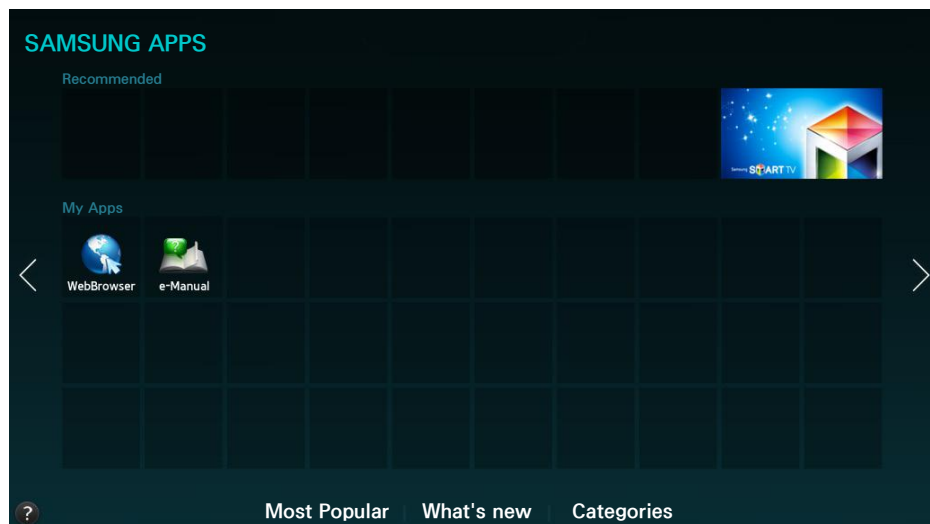 SAMSUNG APPS
Recommended
Samsung SMART TV
My Apps
WebBrowser e-Manual
?
Most Popular What's new Categories